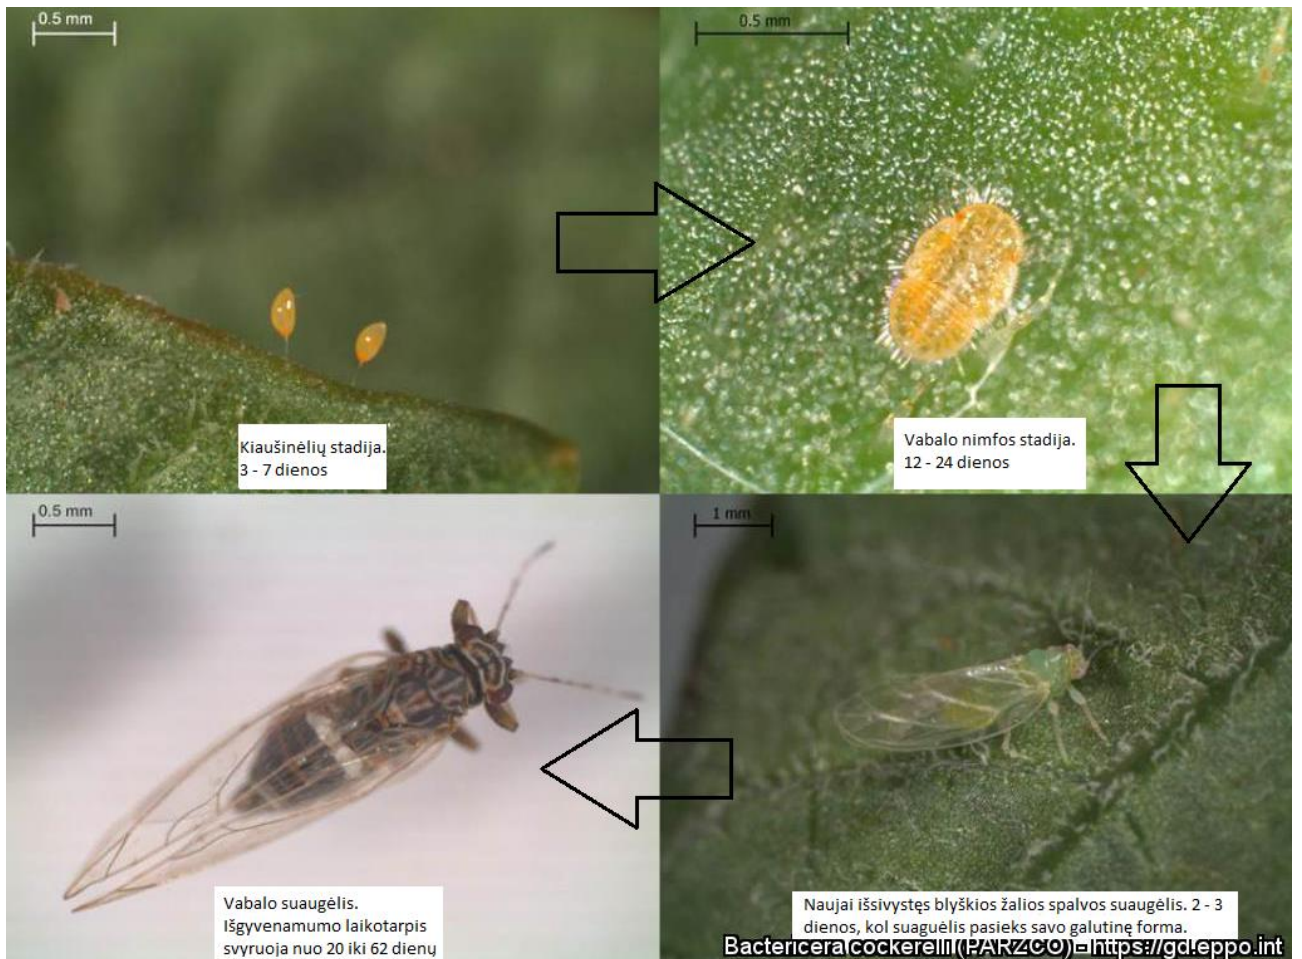 0.5 mm
0.5 mm
Kiaušinėlių stadija.
3 - 7 dienos
Vabalo nimfos stadija.
12 - 24 dienos
0.5 mm
1 mm
Vabalo suaugėlis.
Išgyvenamumo laikotarpis
svyruoja nuo 20 iki 62 dienų
Naujai išsivystęs blyškios žalios spalvos suaugėlis. 2 - 3
dienos, kol suaguėlis pasieks savo galutinę forma.
Bactericera cockerelli (PARZCO) - https://gd.eppo.int